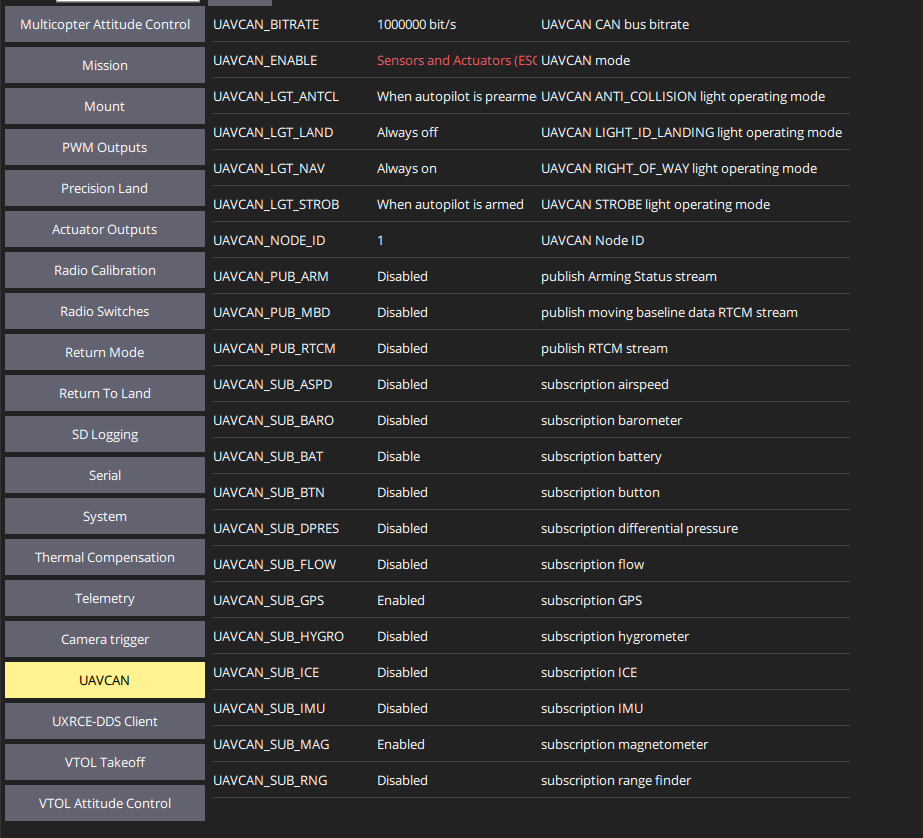 Multicopter Attitude Control
Mission
Mount
PWM Outputs
Precision Land
Actuator Outputs
Radio Calibration
Radio Switches
Return Mode
Return To Land
SD Logging
Serial
System
Thermal Compensation
Telemetry
Camera trigger
UAVCAN
UXRCE-DDS Client
VTOL Takeoff
VTOL Attitude Control
UAVCAN_BITRATE 1000000 bit/s UAVCAN CAN bus bitrate
UAVCAN_ENABLE Sensors and Actuators (ESC UAVCAN mode
UAVCAN_LGT_ANTCL When autopilot is prearme UAVCAN ANTI_COLLISION light operating mode
UAVCAN_LGT_LAND Always off UAVCAN LIGHT_ID_LANDING light operating mode
UAVCAN_LGT_NAV Always on UAVCAN RIGHT_OF_WAY light operating mode
UAVCAN_LGT_STROB When autopilot is armed UAVCAN STROBE light operating mode
UAVCAN_NODE_ID 1 UAVCAN Node ID
UAVCAN_PUB_ARM Disabled publish Arming Status stream
UAVCAN_PUB_MBD Disabled publish moving baseline data RTCM stream
UAVCAN_PUB_RTCM Disabled publish RTCM stream
UAVCAN_SUB_ASPD Disabled subscription airspeed
UAVCAN_SUB_BARO Disabled subscription barometer
UAVCAN_SUB_BAT Disable subscription battery
UAVCAN_SUB_BTN Disabled subscription button
UAVCAN_SUB_DPRES Disabled subscription differential pressure
UAVCAN_SUB_FLOW Disabled subscription flow
UAVCAN_SUB_GPS Enabled subscription GPS
UAVCAN_SUB_HYGRO Disabled subscription hygrometer
UAVCAN_SUB_ICE Disabled subscription ICE
UAVCAN_SUB_IMU Disabled subscription IMU
UAVCAN_SUB_MAG Enabled subscription magnetometer
UAVCAN_SUB_RNG Disabled subscription range finder